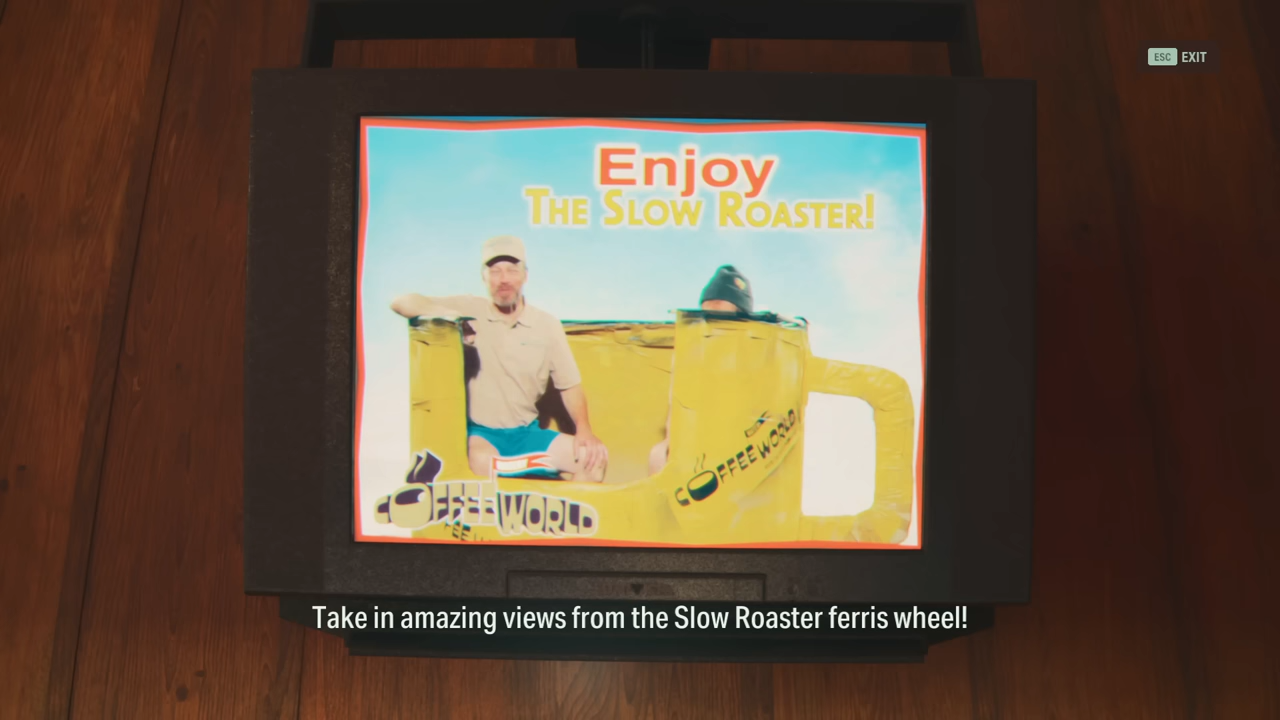 ESC EXIT
Enjoy
THE SLOW ROASTER!
COFFEE WORLD
COFFEE WORLD
Take in amazing views from the Slow Roaster ferris wheel!